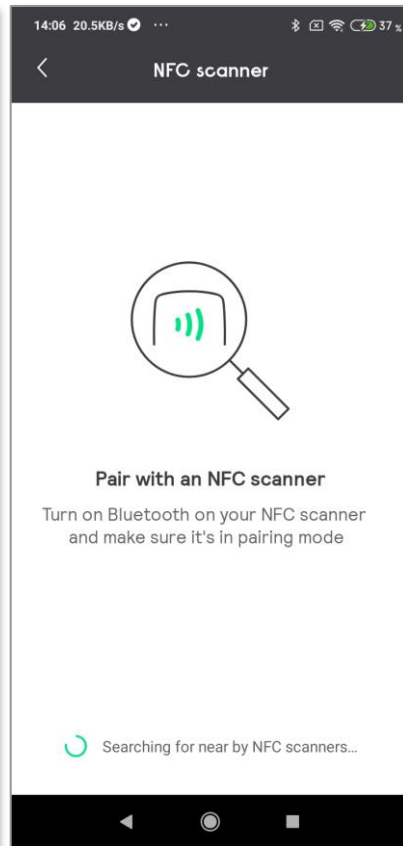 14:06 20.5KB/s ... 37%
NFC scanner
Pair with an NFC scanner
Turn on Bluetooth on your NFC scanner
and make sure it's in pairing mode
Searching for near by NFC scanners...